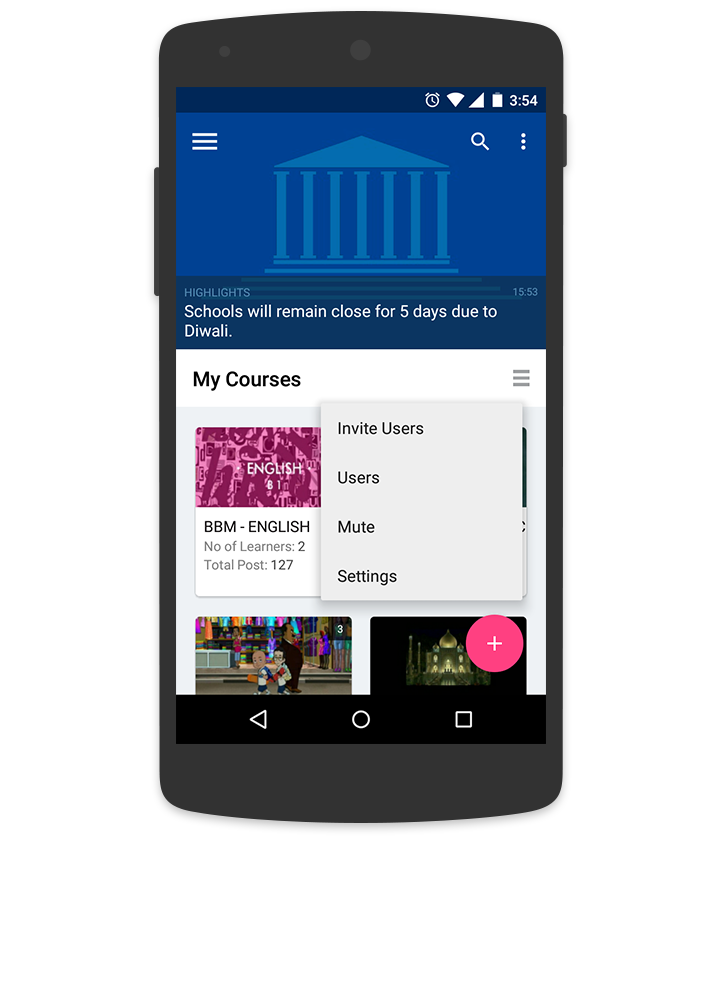 3:54
HIGHLIGHTS 15:53
Schools will remain close for 5 days due to
Diwali.
My Courses
Invite Users
Users
Mute
Settings
ENGLISH
B1
BBM - ENGLISH
No of Learners: 2
Total Post: 127
C
3